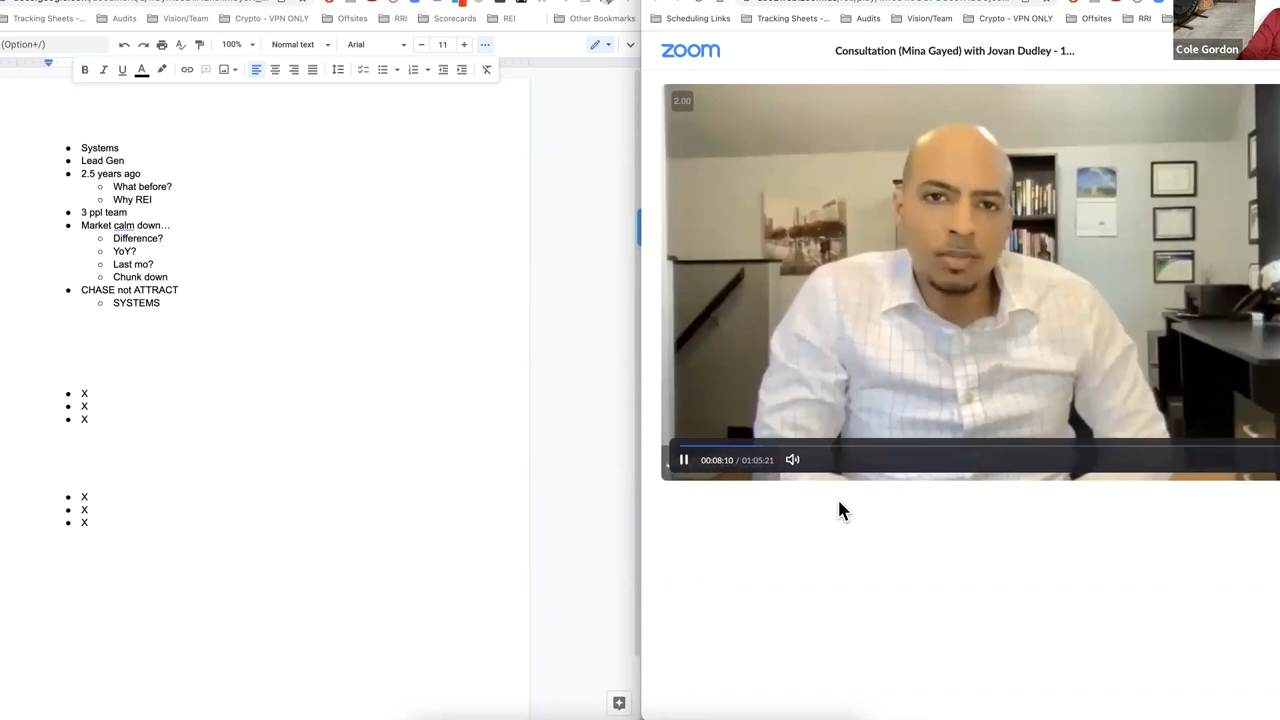 Tracking Sheets - ...
Audits
Vision/Team
Crypto - VPN ONLY
Offsites
RRI
Scorecards
REI
Other Bookmarks
(Option+/)
100%
Normal text
Arial
11
B I U A
Systems
Lead Gen
2.5 years ago
What before?
Why REI
3 ppl team
Market calm down...
Difference?
YoY?
Last mo?
Chunk down
CHASE not ATTRACT
SYSTEMS
X
X
X
X
X
X
Scheduling Links
Tracking Sheets -...
Audits
Vision/Team
Crypto - VPN ONLY
Offsites
RRI
Cole Gordon
zoom
Consultation (Mina Gayed) with Jovan Dudley - 1...
2.00
00:08:10 / 01:05:21